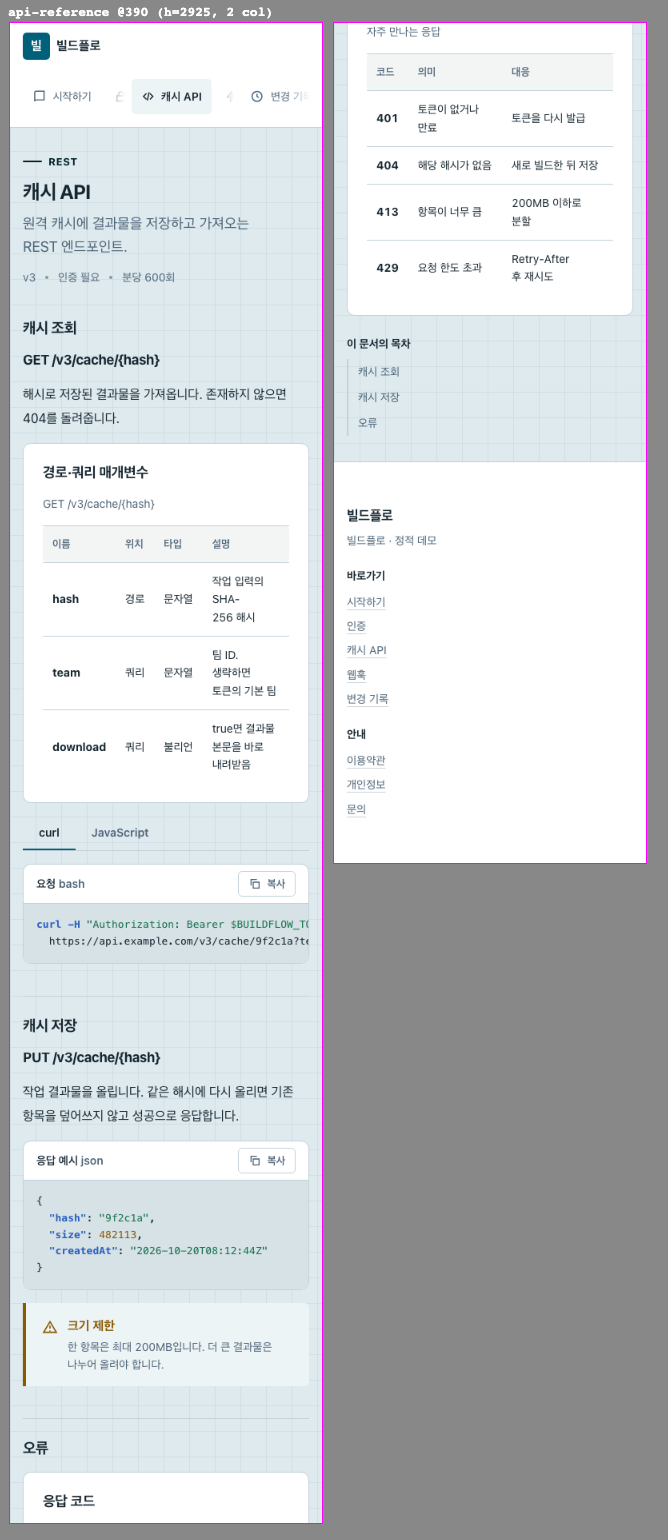 api-reference @390 (h=2925, 2 col)
빌 빌드플로
시작하기
캐시 API
변경 기록
REST
캐시 API
원격 캐시에 결과물을 저장하고 가져오는
REST 엔드포인트.
v3 • 인증 필요 • 분당 600회
캐시 조회
GET /v3/cache/{hash}
해시로 저장된 결과물을 가져옵니다. 존재하지 않으면
404를 돌려줍니다.
경로·쿼리 매개변수
GET /v3/cache/{hash}
이름 위치 타입 설명
hash 경로 문자열 작업 입력의
SHA-
256 해시
team 쿼리 문자열 팀 ID.
생략하면
토큰의 기본 팀
download 쿼리 불리언 true면 결과물
본문을 바로
내려받음
curl JavaScript
요청 bash 복사
curl -H "Authorization: Bearer $BUILDFLOW_TO
https://api.example.com/v3/cache/9f2c1a?te
캐시 저장
PUT /v3/cache/{hash}
작업 결과물을 올립니다. 같은 해시에 다시 올리면 기존
항목을 덮어쓰지 않고 성공으로 응답합니다.
응답 예시 json 복사
{
"hash": "9f2c1a",
"size": 482113,
"createdAt": "2026-10-20T08:12:44Z"
}
크기 제한
한 항목은 최대 200MB입니다. 더 큰 결과물은
나누어 올려야 합니다.
오류
응답 코드
자주 만나는 응답
코드 의미 대응
401 토큰이 없거나
만료 토큰을 다시 발급
404 해당 해시가 없음 새로 빌드한 뒤 저장
413 항목이 너무 큼 200MB 이하로
분할
429 요청 한도 초과 Retry-After
후 재시도
이 문서의 목차
캐시 조회
캐시 저장
오류
빌드플로
빌드플로 · 정적 데모
바로가기
시작하기
인증
캐시 API
웹훅
변경 기록
안내
이용약관
개인정보
문의